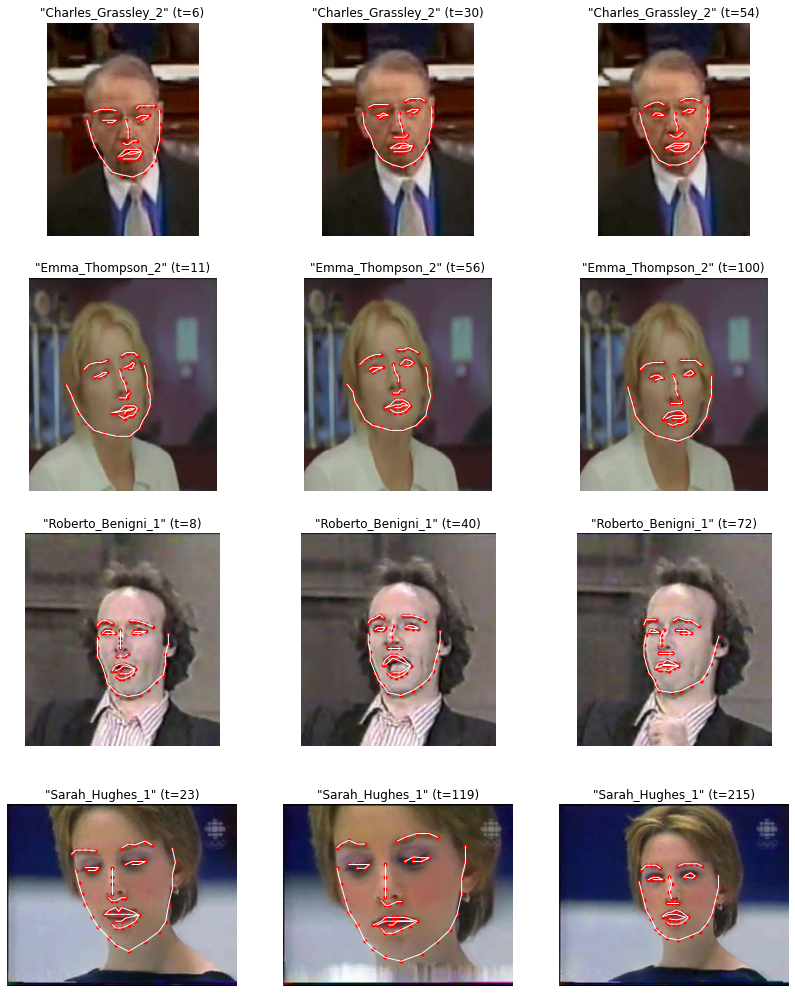 "Charles_Grassley_2" (t=6)
"Charles_Grassley_2" (t=30)
"Charles_Grassley_2" (t=54)
"Emma_Thompson_2" (t=11)
"Emma_Thompson_2" (t=56)
"Emma_Thompson_2" (t=100)
"Roberto_Benigni_1" (t=8)
"Roberto_Benigni_1" (t=40)
"Roberto_Benigni_1" (t=72)
"Sarah_Hughes_1" (t=23)
"Sarah_Hughes_1" (t=119)
"Sarah_Hughes_1" (t=215)